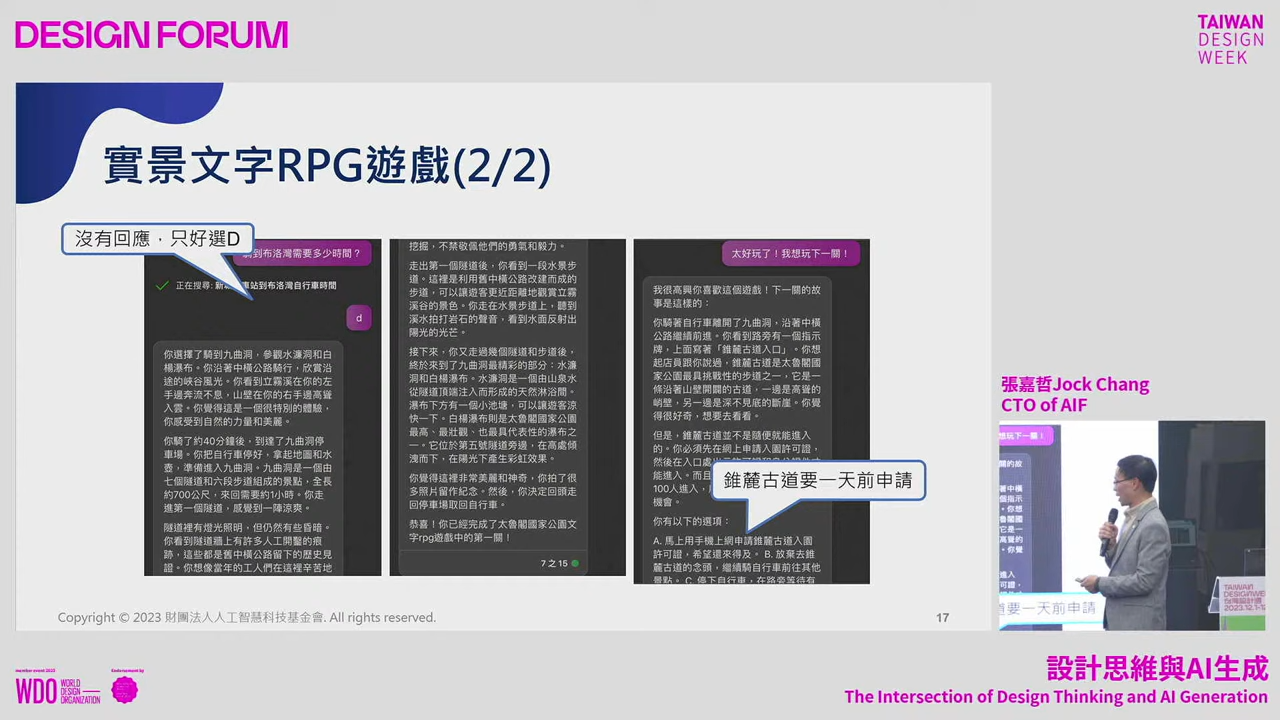 DESIGN FORUM
TAIWAN
DESIGN
WEEK
實景文字RPG遊戲(2/2)
沒有回應，只好選D
到布洛灣需要多少時間？
正在搜尋: 新
車站到布洛灣自行車時間
d
你選擇了騎到九曲洞，參觀水濂洞和白
楊瀑布。你沿著中橫公路騎行，欣賞沿
途的峽谷風光。你看到立霧溪在你的左
手邊奔流不息，山壁在你的右手邊高聳
入雲。你覺得這是一個很特別的體驗，
你感受到自然的力量和美麗。
你騎了約40分鐘後，到達了九曲洞停
車場。你把自行車停好，拿起地圖和水
壺，準備進入九曲洞。九曲洞是一個由
七個隧道和六段步道組成的景點，全長
約700公尺，來回需要約1小時。你走
進第一個隧道，感覺到一陣涼爽。
隧道裡有燈光照明，但仍然有些昏暗。
你看到隧道牆上有許多人工開鑿的痕
跡，這些都是舊中橫公路留下的歷史見
證。你想像當年的工人們在這裡辛苦地
挖掘，不禁敬佩他們的勇氣和毅力。
走出第一個隧道後，你看到一段水景步
道。這裡是利用舊中橫公路改建而成的
步道，可以讓遊客更近距離地觀賞立霧
溪谷的景色。你走在水景步道上，聽到
溪水拍打岩石的聲音，看到水面反射出
陽光的光芒。
接下來，你又走過幾個隧道和步道後，
終於來到了九曲洞最精彩的部分：水濂
洞和白楊瀑布。水濂洞是一個由山泉水
從隧道頂端注入而形成的天然淋浴間。
瀑布下方有一個小池塘，可以讓遊客涼
快一下。白楊瀑布則是太魯閣國家公園
最高、最壯觀、也最具代表性的瀑布之
一。它位於第五號隧道旁邊，在高處傾
洩而下，在陽光下產生彩虹效果。
你覺得這裡非常美麗和神奇，你拍了很
多照片留作紀念。然後，你決定回頭走
回停車場取回自行車。
恭喜！你已經完成了太魯閣國家公園文
字rpg遊戲中的第一關！
7 之 15
太好玩了！我想玩下一關！
我很高興你喜歡這個遊戲！下一關的故
事是這樣的：
你騎著自行車離開了九曲洞，沿著中橫
公路繼續前進。你看到路旁有一個指示
牌，上面寫著「錐麓古道入口」。你想
起店員跟你說過，錐麓古道是太魯閣國
家公園最具挑戰性的步道之一，它是一
條沿著山壁開闢的古道，一邊是高聳的
峭壁，另一邊是深不見底的斷崖。你覺
得很好奇，想要去看看。
但是，錐麓古道並不是隨便就能進入
的。你必須先在網上申請入園許可證，
然後在入口處
能進入。而且
100人進入，
機會。
錐麓古道要一天前申請
你有以下的選項：
A. 馬上用手機上網申請錐麓古道入園
許可證，希望還來得及。 B. 放棄去錐
麓古道的念頭，繼續騎自行車前往其他
景點。 C. 停下自行車，在路旁等待有
Copyright © 2023 財團法人人工智慧科技基金會. All rights reserved.
17
張嘉哲Jock Chang
CTO of AIF
想玩下一關！
要一天前申請
TAIWAN
DESIGN
設計思維與AI生成
The Intersection of Design Thinking and AI Generation
member event 2023
WDO
WORLD
DESIGN
ORGANIZATION
Endorsement by